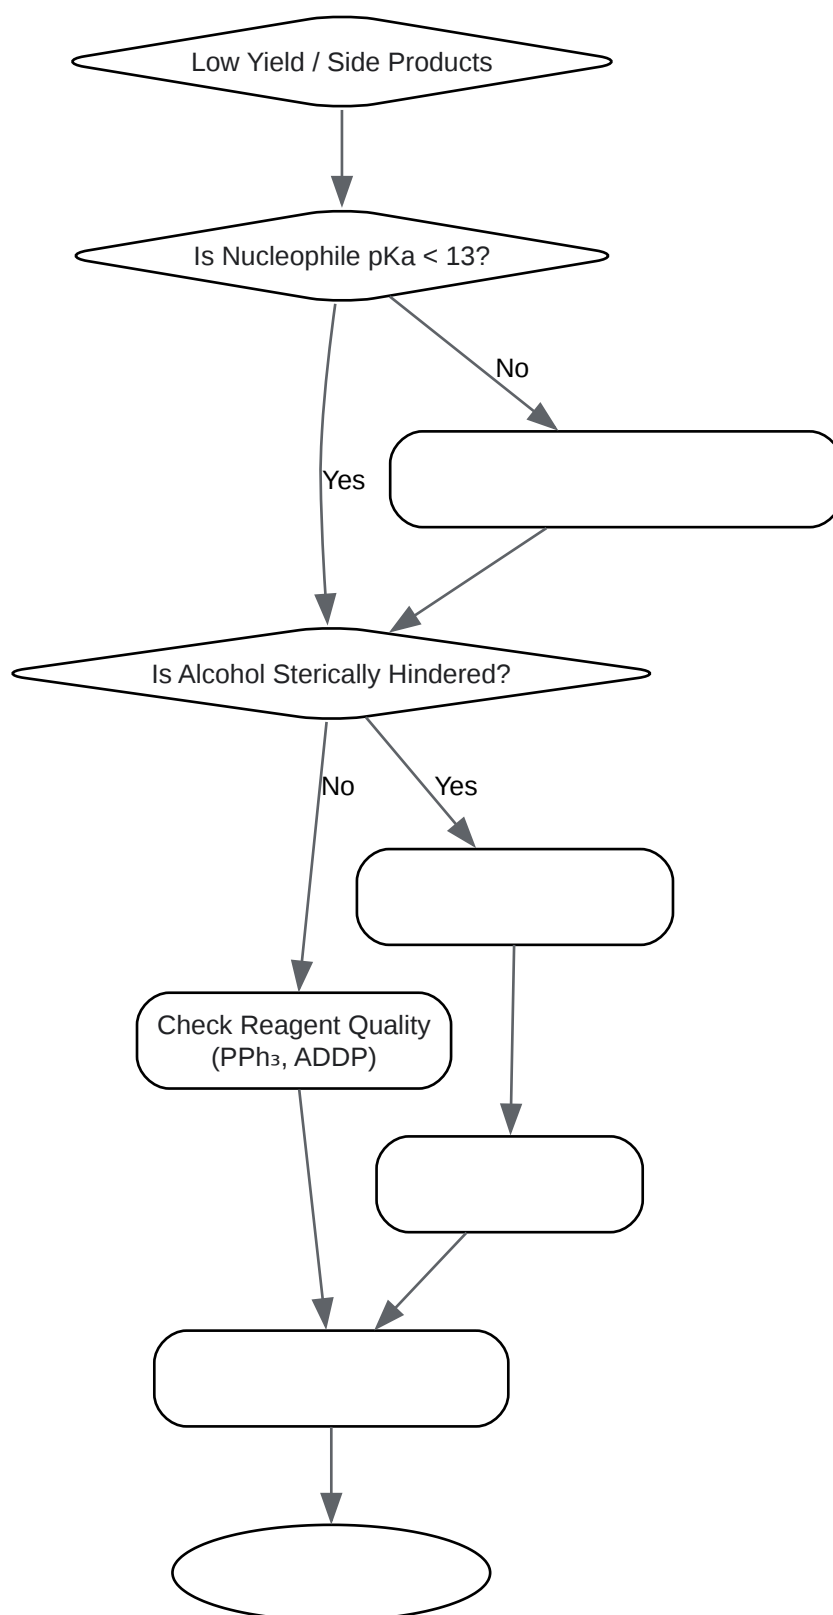 Low Yield / Side Products
Is Nucleophile pKa < 13?
No
Yes
Is Alcohol Sterically Hindered?
No
Yes
Check Reagent Quality
(PPh₃, ADDP)